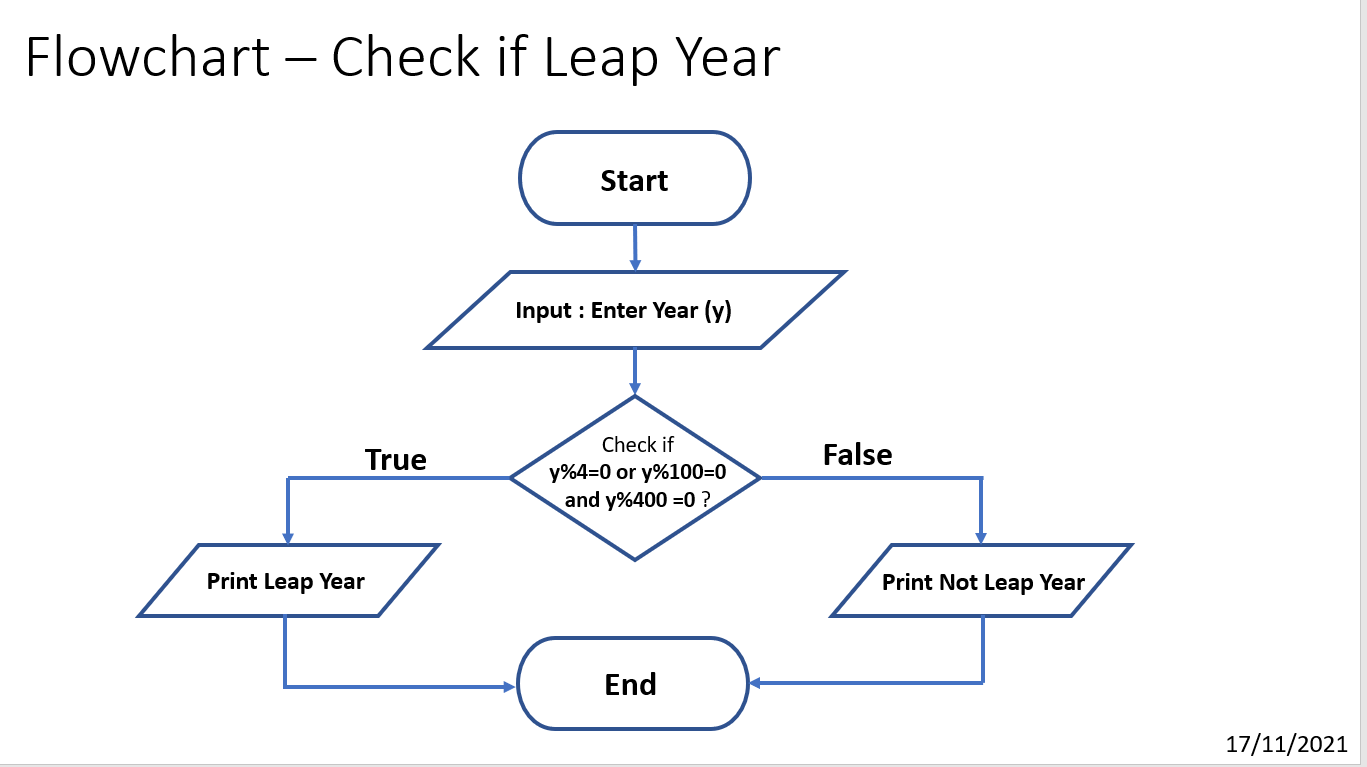 Flowchart – Check if Leap Year
Start
Input : Enter Year (y)
Check if
y%4=0 or y%100=0
and y%400 =0 ?
True
False
Print Leap Year
Print Not Leap Year
End
17/11/2021